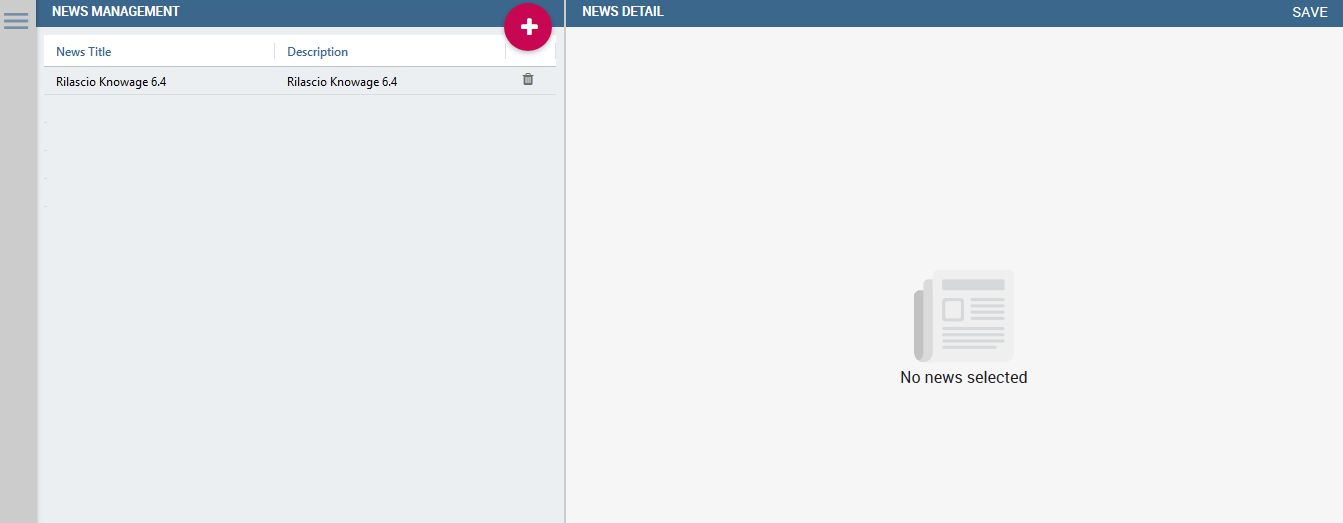 NEWS MANAGEMENT
NEWS DETAIL
SAVE
News Title
Description
Rilascio Knowage 6.4
Rilascio Knowage 6.4
No news selected